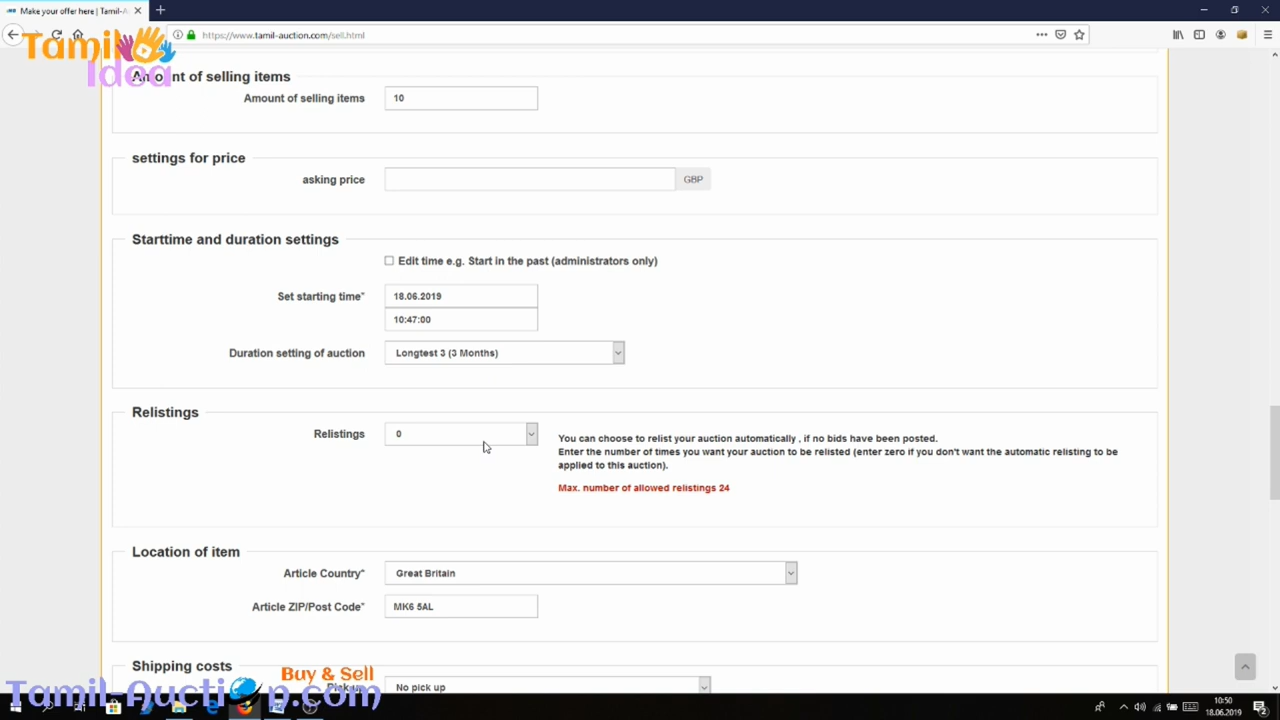 Make your offer here | Tamil-Au
https://www.tamil-auction.com/sell.html
Tamil
Idea
Amount of selling items
Amount of selling items 10
settings for price
asking price GBP
Starttime and duration settings
Edit time e.g. Start in the past (administrators only)
Set starting time* 18.06.2019
10:47:00
Duration setting of auction Longtest 3 (3 Months)
Relistings
Relistings 0
You can choose to relist your auction automatically , if no bids have been posted.
Enter the number of times you want your auction to be relisted (enter zero if you don't want the automatic relisting to be
applied to this auction).
Max. number of allowed relistings 24
Location of item
Article Country* Great Britain
Article ZIP/Post Code* MK6 5AL
Shipping costs
Buy & Sell
Pick up No pick up
Tamil-Auction.com
10:50
18.06.2019
2